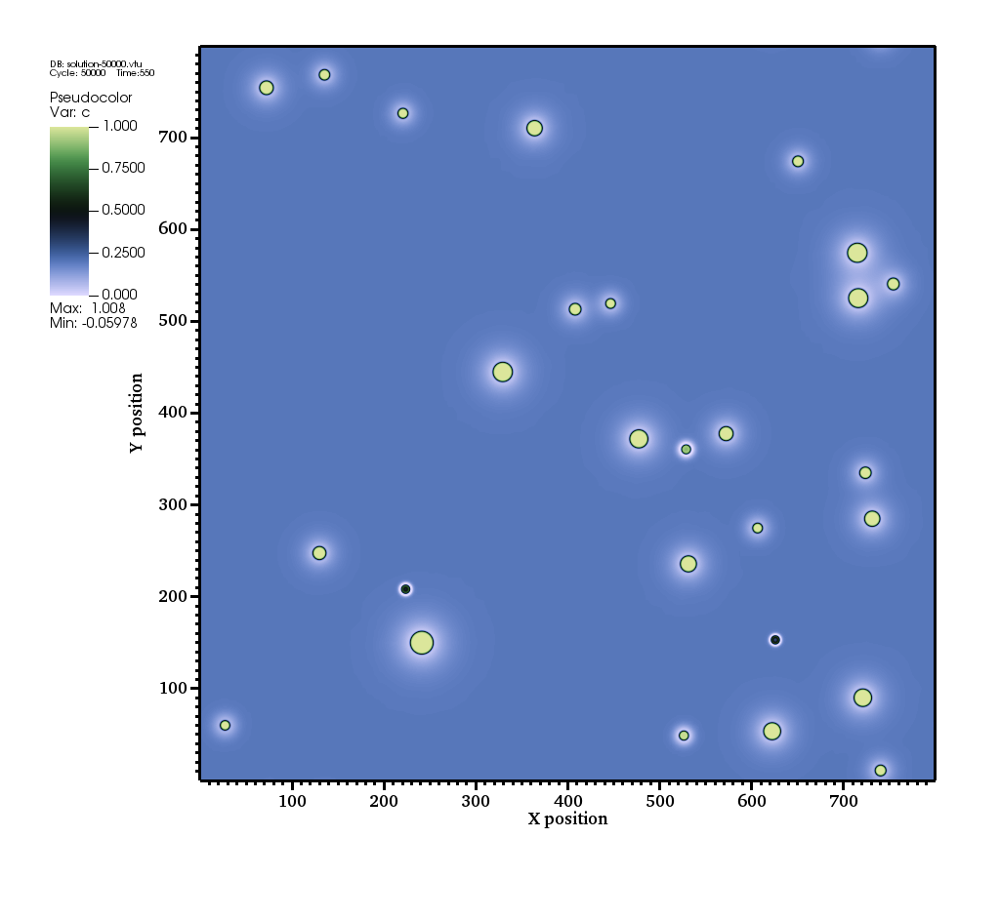 DB: solution-50000.vtu
Cycle: 50000 Time:550
Pseudocolor
Var: c
1.000
0.7500
0.5000
0.2500
0.000
Max: 1.008
Min: -0.05978
Y position
700
600
500
400
300
200
100
100 200 300 400 500 600 700
X position